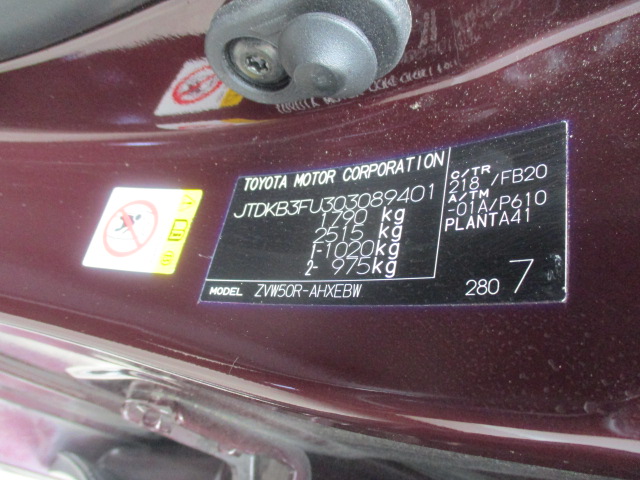 TOYOTA MOTOR CORPORATION
JTDKB3FU303089401
1790 kg
2515 kg
1-1020kg
2- 975kg
MODEL ZVW50R-AHXEBW
C/TR
218 /FB20
A/TM
-01A/P610
PLANTA41
280 7